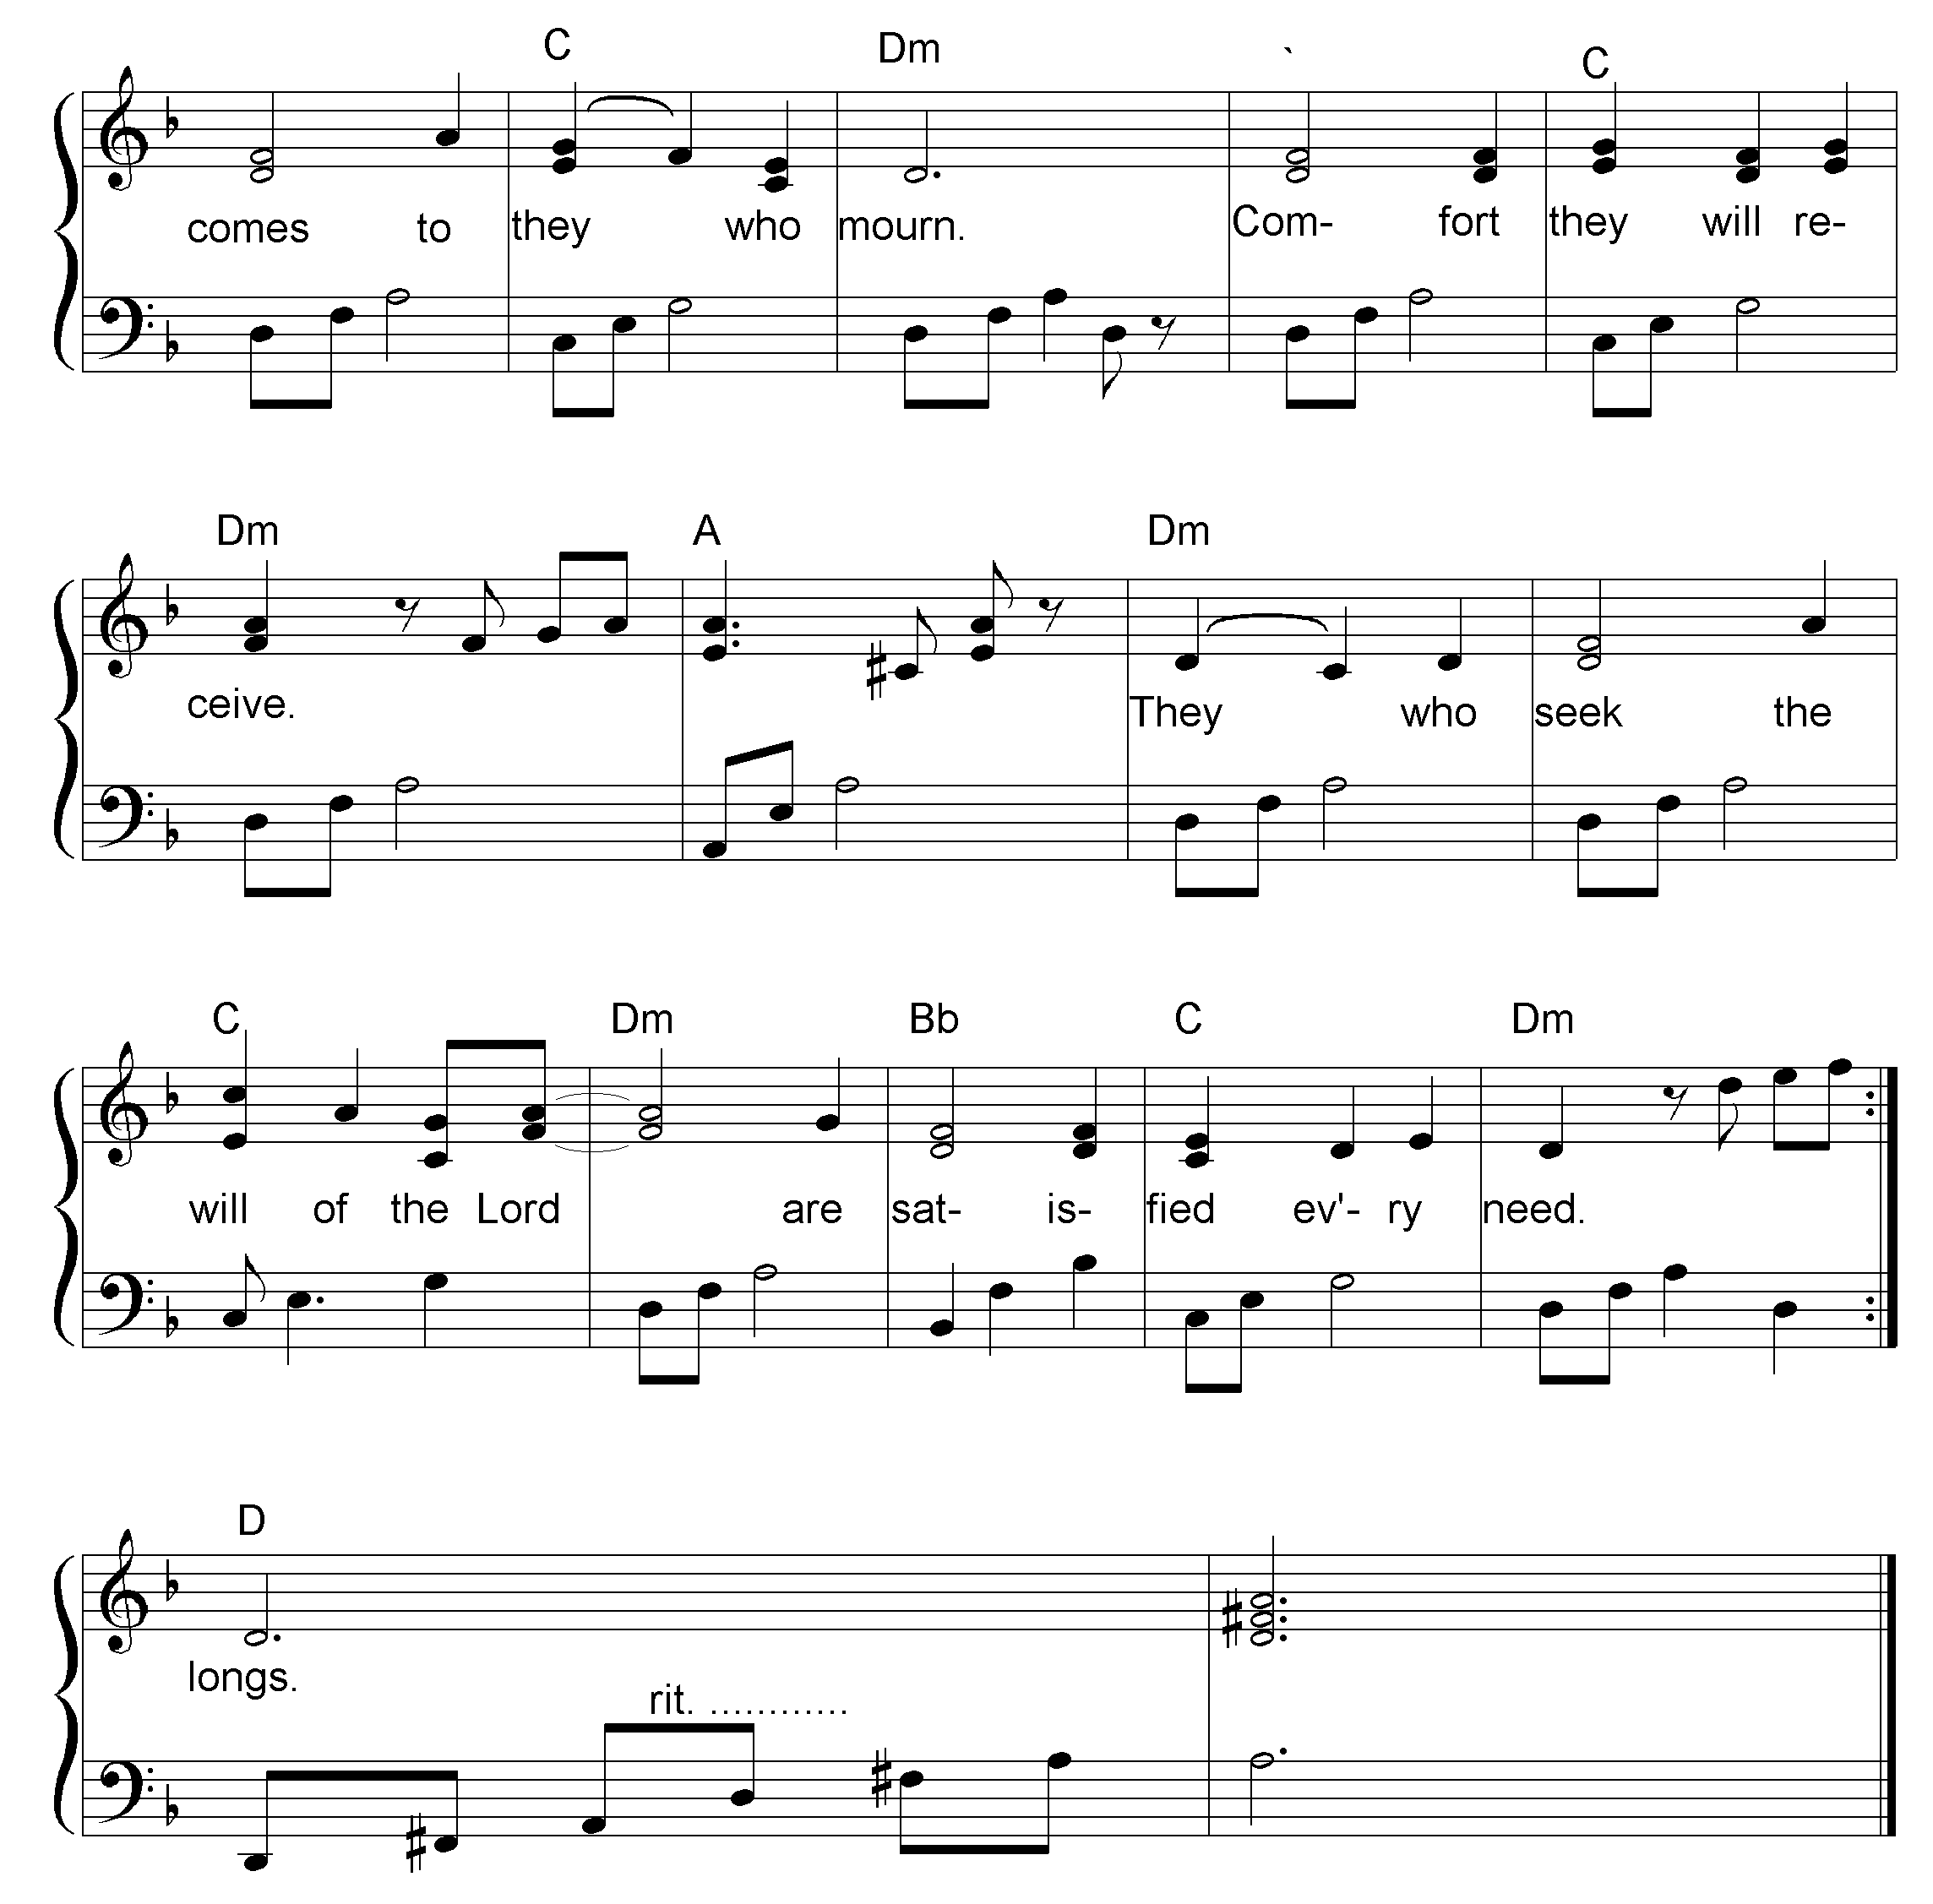 C Dm ` C
comes to they who mourn. Com- fort they will re-
Dm A Dm
ceive. They who seek the
C Dm Bb C Dm
will of the Lord are sat- is- fied ev'- ry need.
D
longs.
rit. ............